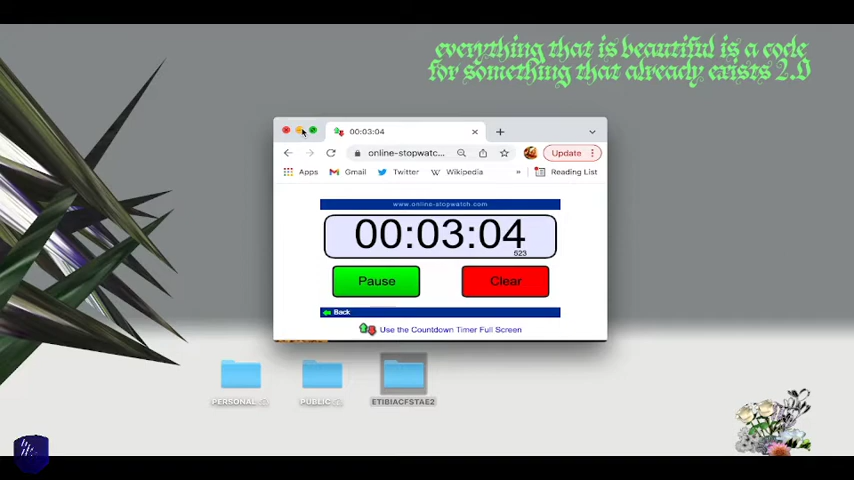 everything that is beautiful is a code
for something that already exists 2.0
00:03:04
online-stopwatc...
Update
Apps
Gmail
Twitter
Wikipedia
»
Reading List
www.online-stopwatch.com
00:03:04
523
Pause
Clear
Back
Use the Countdown Timer Full Screen
ETIBIACFSTAE2